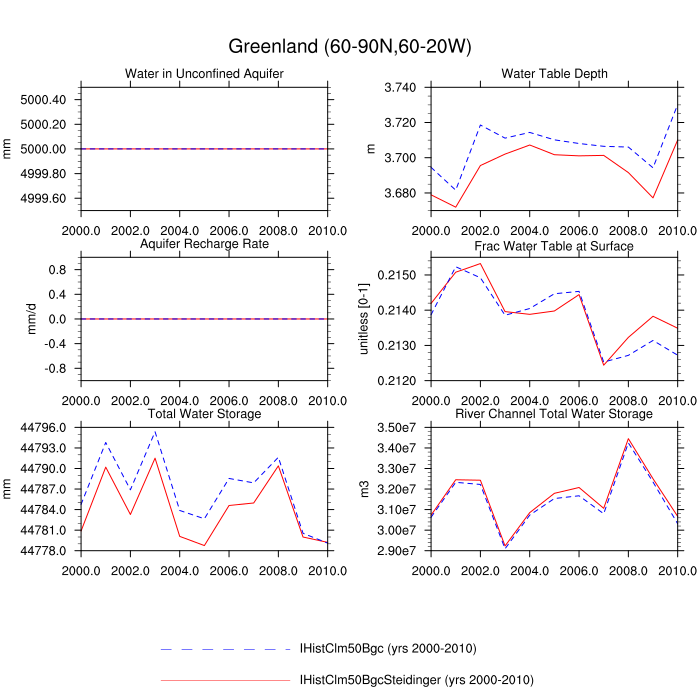 Greenland (60-90N,60-20W)
Water in Unconfined Aquifer
mm
5000.40
5000.20
5000.00
4999.80
4999.60
2000.0 2002.0 2004.0 2006.0 2008.0 2010.0
Water Table Depth
m
3.740
3.720
3.700
3.680
2000.0 2002.0 2004.0 2006.0 2008.0 2010.0
Aquifer Recharge Rate
mm/d
0.8
0.4
0.0
-0.4
-0.8
2000.0 2002.0 2004.0 2006.0 2008.0 2010.0
Frac Water Table at Surface
unitless [0-1]
0.2150
0.2140
0.2130
0.2120
2000.0 2002.0 2004.0 2006.0 2008.0 2010.0
Total Water Storage
mm
44796.0
44793.0
44790.0
44787.0
44784.0
44781.0
44778.0
2000.0 2002.0 2004.0 2006.0 2008.0 2010.0
River Channel Total Water Storage
m3
3.50e7
3.40e7
3.30e7
3.20e7
3.10e7
3.00e7
2.90e7
2000.0 2002.0 2004.0 2006.0 2008.0 2010.0
IHistClm50Bgc (yrs 2000-2010)
IHistClm50BgcSteidinger (yrs 2000-2010)